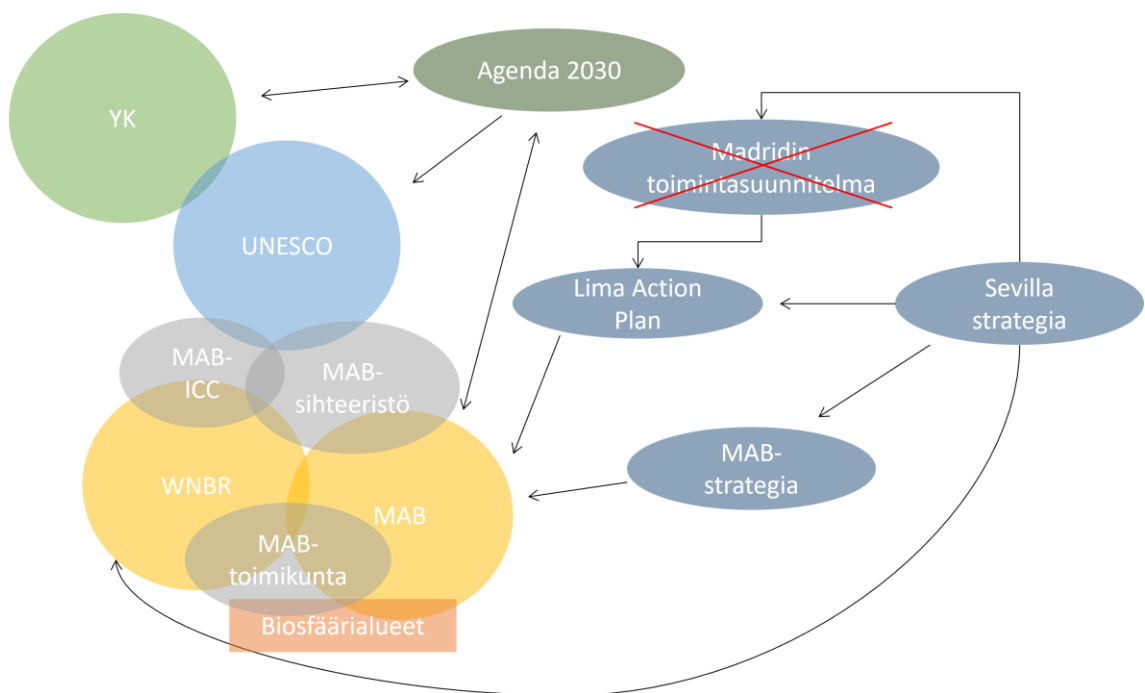 YK
Agenda 2030
Madridin
toimintasuunnitelma
UNESCO
Lima Action
Plan
Sevilla
strategia
MAB-
ICC
MAB-
sihteeristö
MAB-
strategia
WNBR
MAB
MAB-
toimikunta
Biosfäärialueet